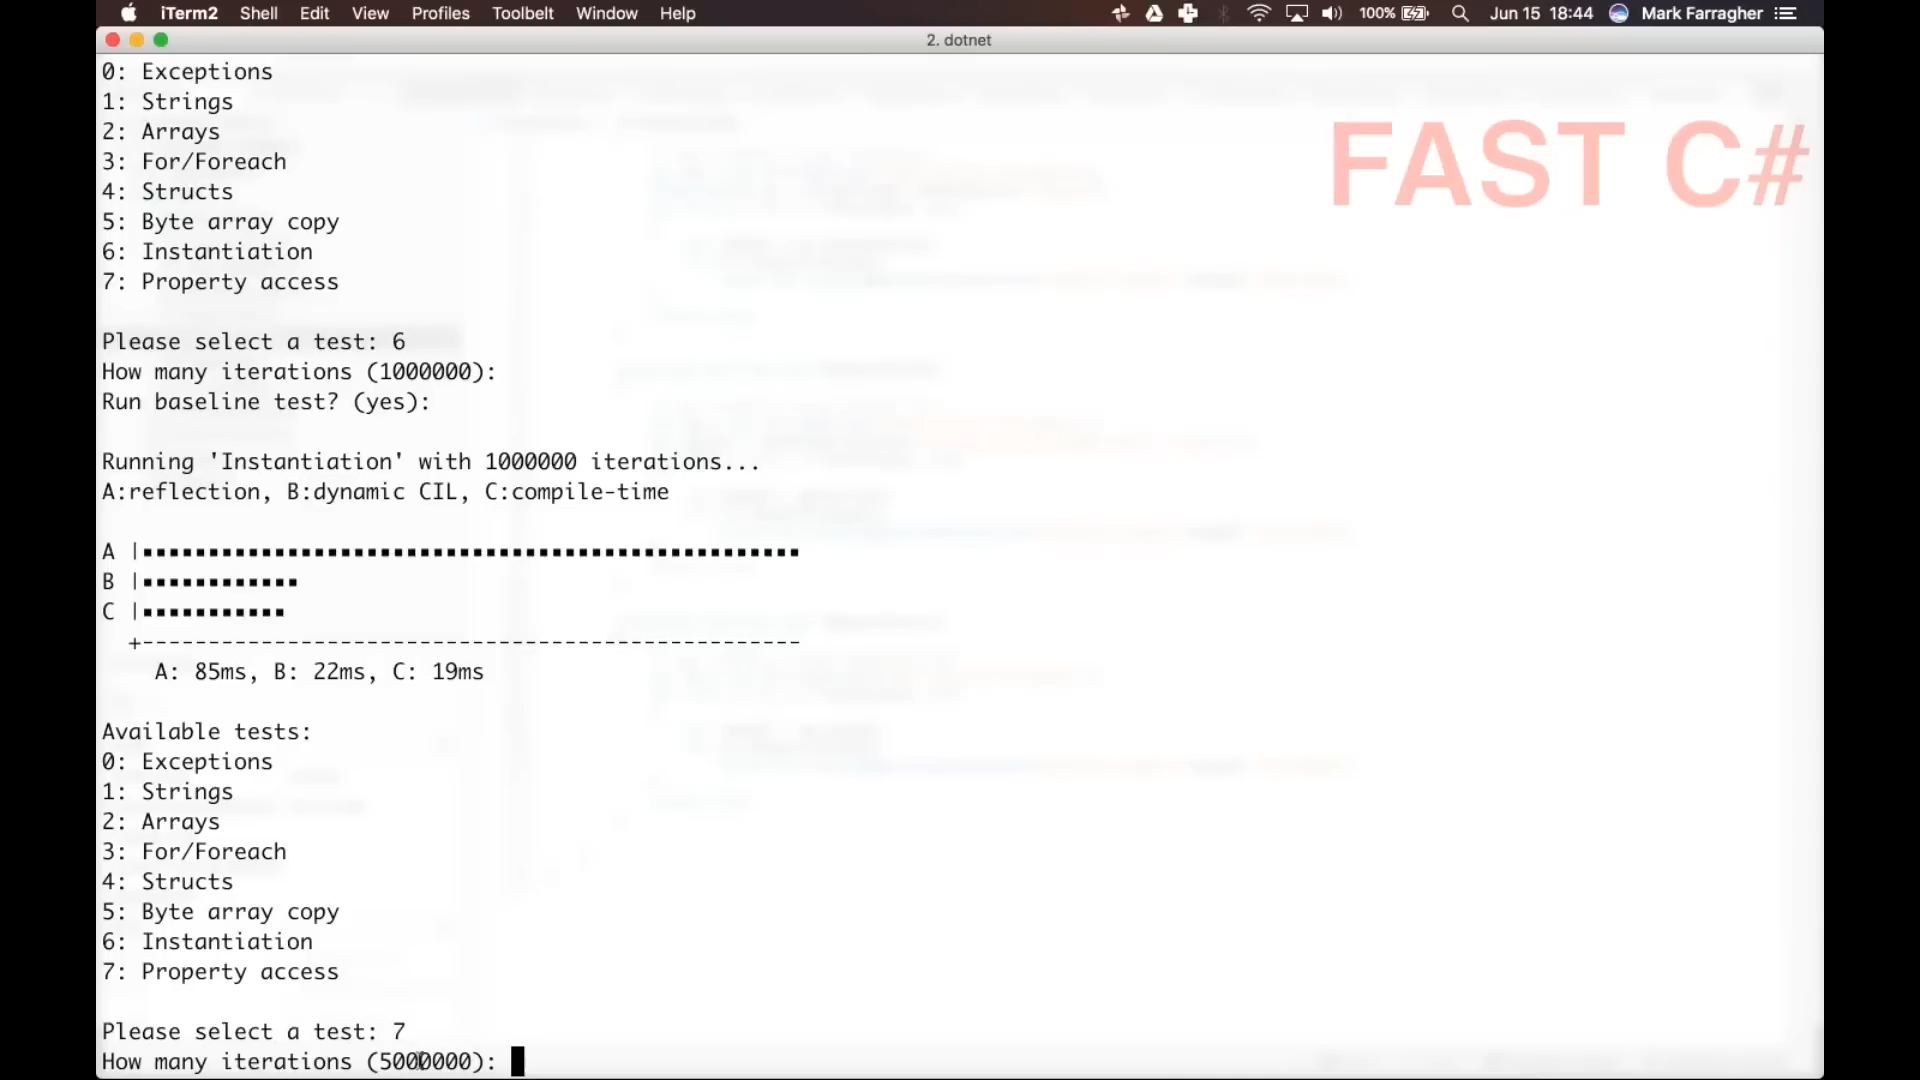 iTerm2 Shell Edit View Profiles Toolbelt Window Help 100% Jun 15 18:44 Mark Farragher
2. dotnet
0: Exceptions
1: Strings
2: Arrays
3: For/Foreach
4: Structs
5: Byte array copy
6: Instantiation
7: Property access
FAST C#
Please select a test: 6
How many iterations (1000000):
Run baseline test? (yes):
Running 'Instantiation' with 1000000 iterations...
A:reflection, B:dynamic CIL, C:compile-time
A |▪▪▪▪▪▪▪▪▪▪▪▪▪▪▪▪▪▪▪▪▪▪▪▪▪▪▪▪▪▪▪▪▪▪▪▪▪▪▪▪▪▪▪▪▪▪▪▪▪▪
B |▪▪▪▪▪▪▪▪▪▪▪▪
C |▪▪▪▪▪▪▪▪▪▪▪
+--------------------------------------------------
A: 85ms, B: 22ms, C: 19ms
Available tests:
0: Exceptions
1: Strings
2: Arrays
3: For/Foreach
4: Structs
5: Byte array copy
6: Instantiation
7: Property access
Please select a test: 7
How many iterations (5000000):